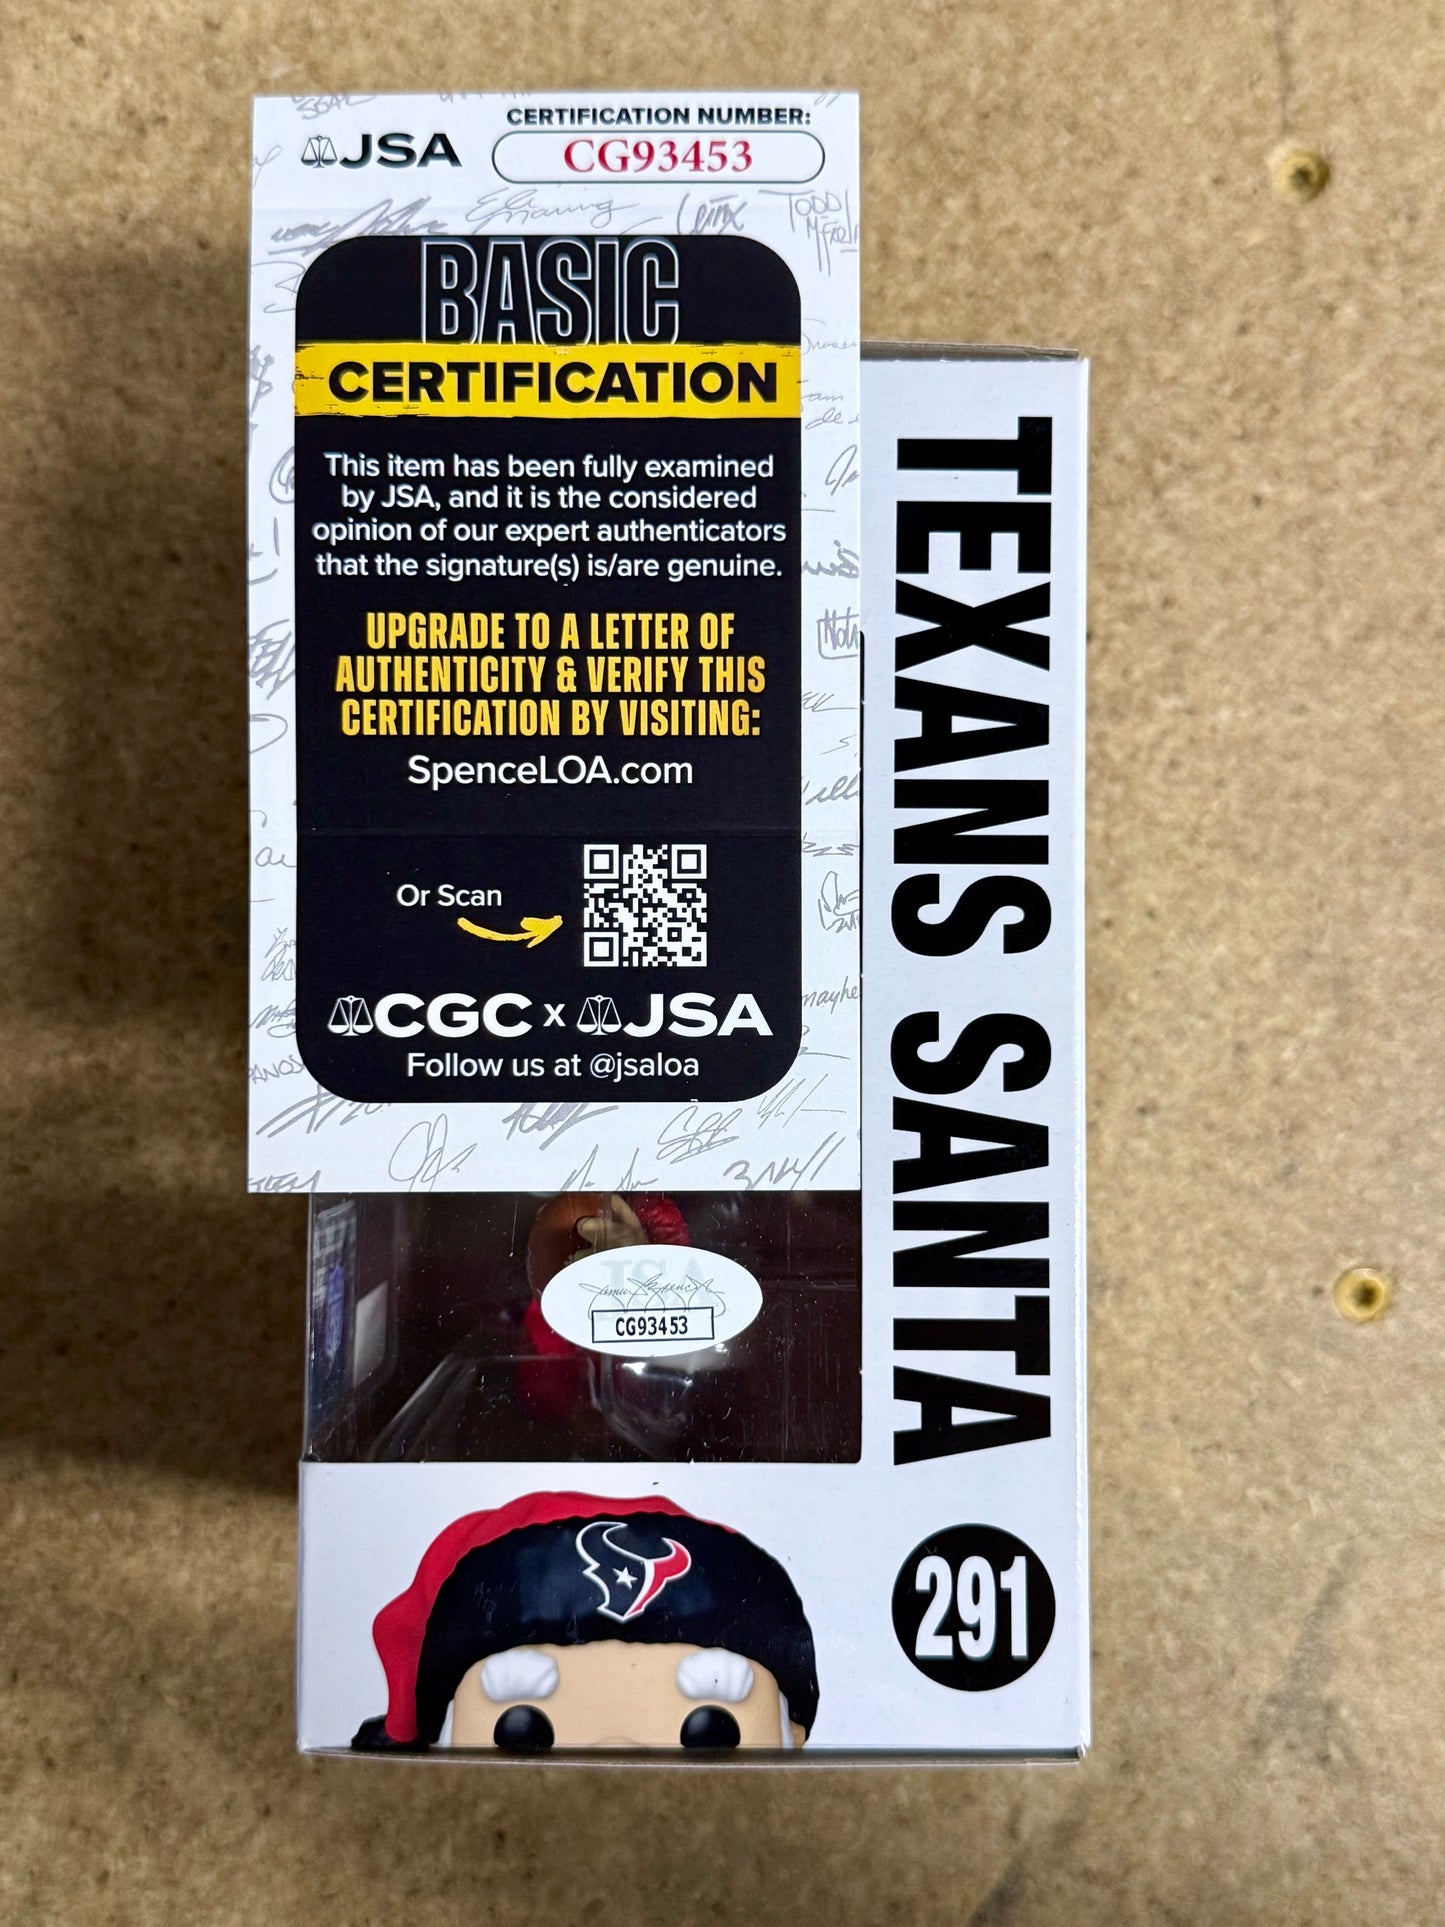 JSA
CERTIFICATION NUMBER:
CG93453
BASIC
CERTIFICATION
This item has been fully examined
by JSA, and it is the considered
opinion of our expert authenticators
that the signature(s) is/are genuine.
UPGRADE TO A LETTER OF
AUTHENTICITY & VERIFY THIS
CERTIFICATION BY VISITING:
SpenceLOA.com
Or Scan
CGC x JSA
Follow us at @jsaloa
TEXANS SANTA
JSA
CG93453
291